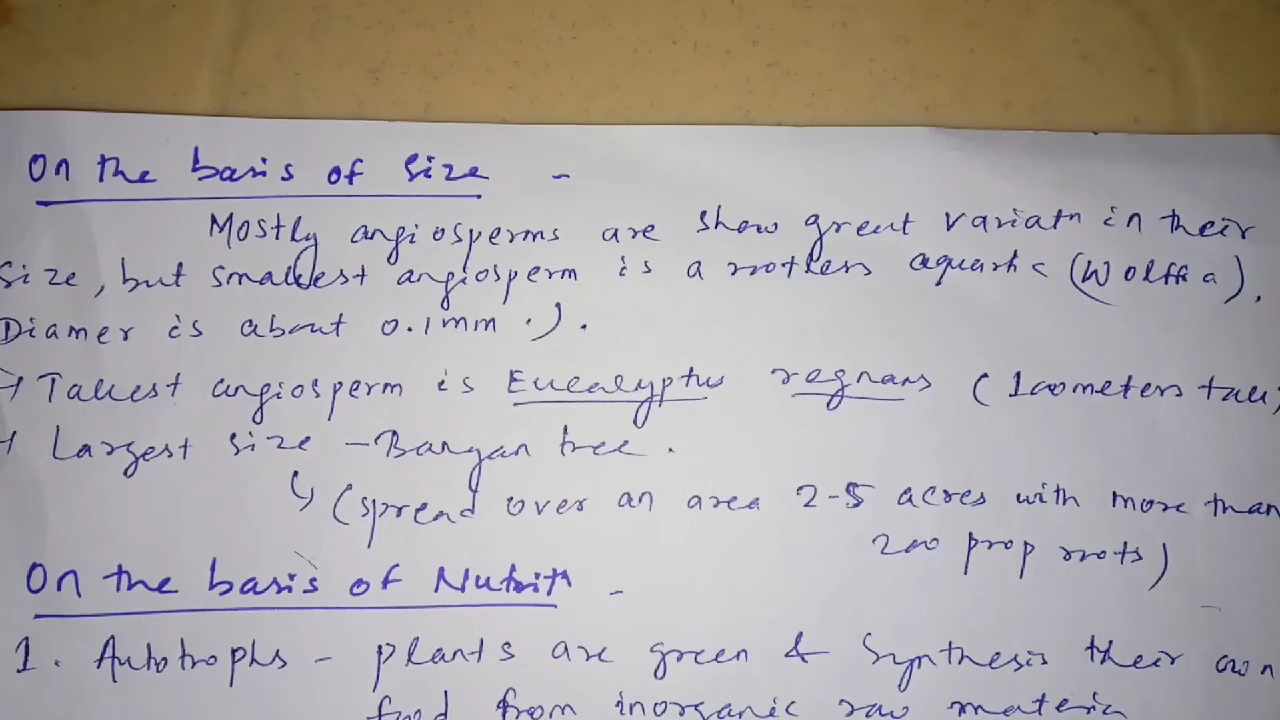 On the basis of size -
Mostly angiosperms are show great variatn in their
size, but smallest angiosperm is a rootless aquatic (Wolffia).
Diamer is about 0.1mm .).
→ Tallest angiosperm is Eucalyptus regnans (100meters tall)
→ Largest size - Banyan tree.
↳ (spread over an area 2-5 acres with more than
200 prop roots)
On the basis of Nutritn -
1. Autotrophs - plants are green & synthesis their own
food from inorganic raw materia